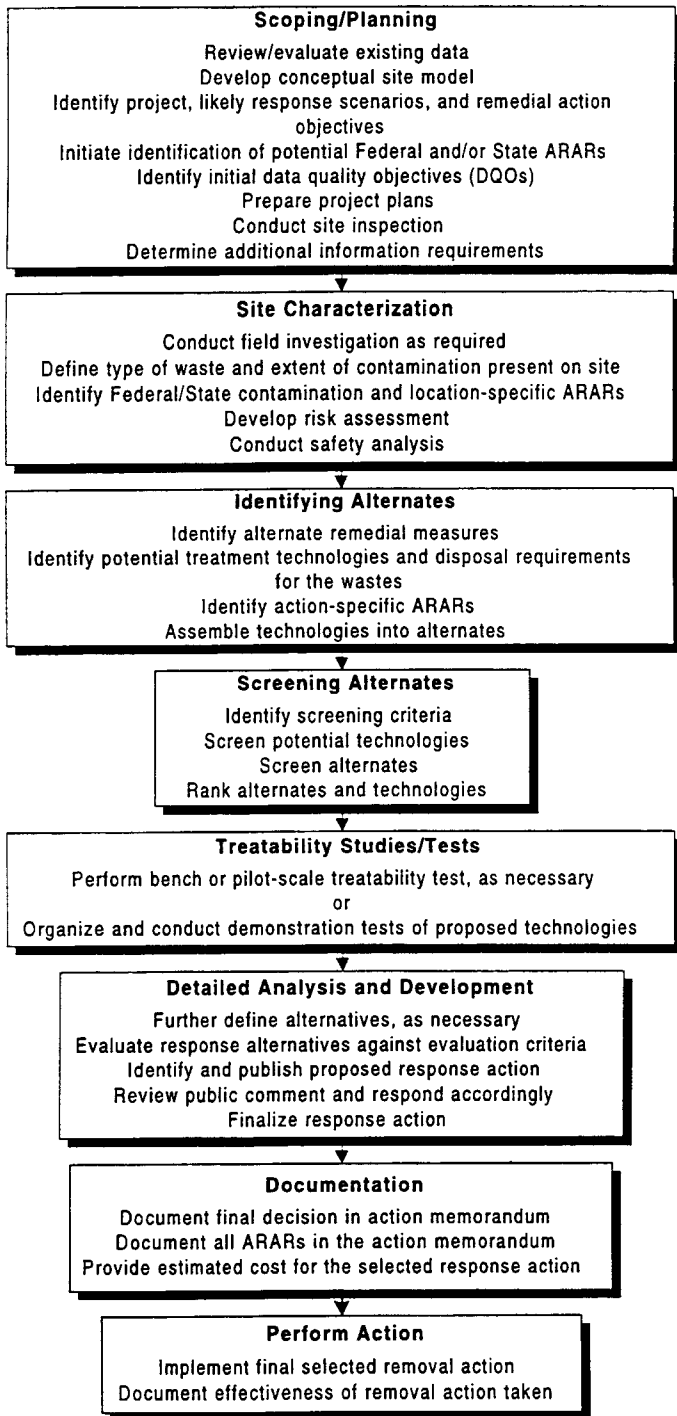 Scoping/Planning
Review/evaluate existing data
Develop conceptual site model
Identify project, likely response scenarios, and remedial action
objectives
Initiate identification of potential Federal and/or State ARARs
Identify initial data quality objectives (DQOs)
Prepare project plans
Conduct site inspection
Determine additional information requirements
Site Characterization
Conduct field investigation as required
Define type of waste and extent of contamination present on site
Identify Federal/State contamination and location-specific ARARs
Develop risk assessment
Conduct safety analysis
Identifying Alternates
Identify alternate remedial measures
Identify potential treatment technologies and disposal requirements
for the wastes
Identify action-specific ARARs
Assemble technologies into alternates
Screening Alternates
Identify screening criteria
Screen potential technologies
Screen alternates
Rank alternates and technologies
Treatability Studies/Tests
Perform bench or pilot-scale treatability test, as necessary
or
Organize and conduct demonstration tests of proposed technologies
Detailed Analysis and Development
Further define alternatives, as necessary
Evaluate response alternatives against evaluation criteria
Identify and publish proposed response action
Review public comment and respond accordingly
Finalize response action
Documentation
Document final decision in action memorandum
Document all ARARs in the action memorandum
Provide estimated cost for the selected response action
Perform Action
Implement final selected removal action
Document effectiveness of removal action taken